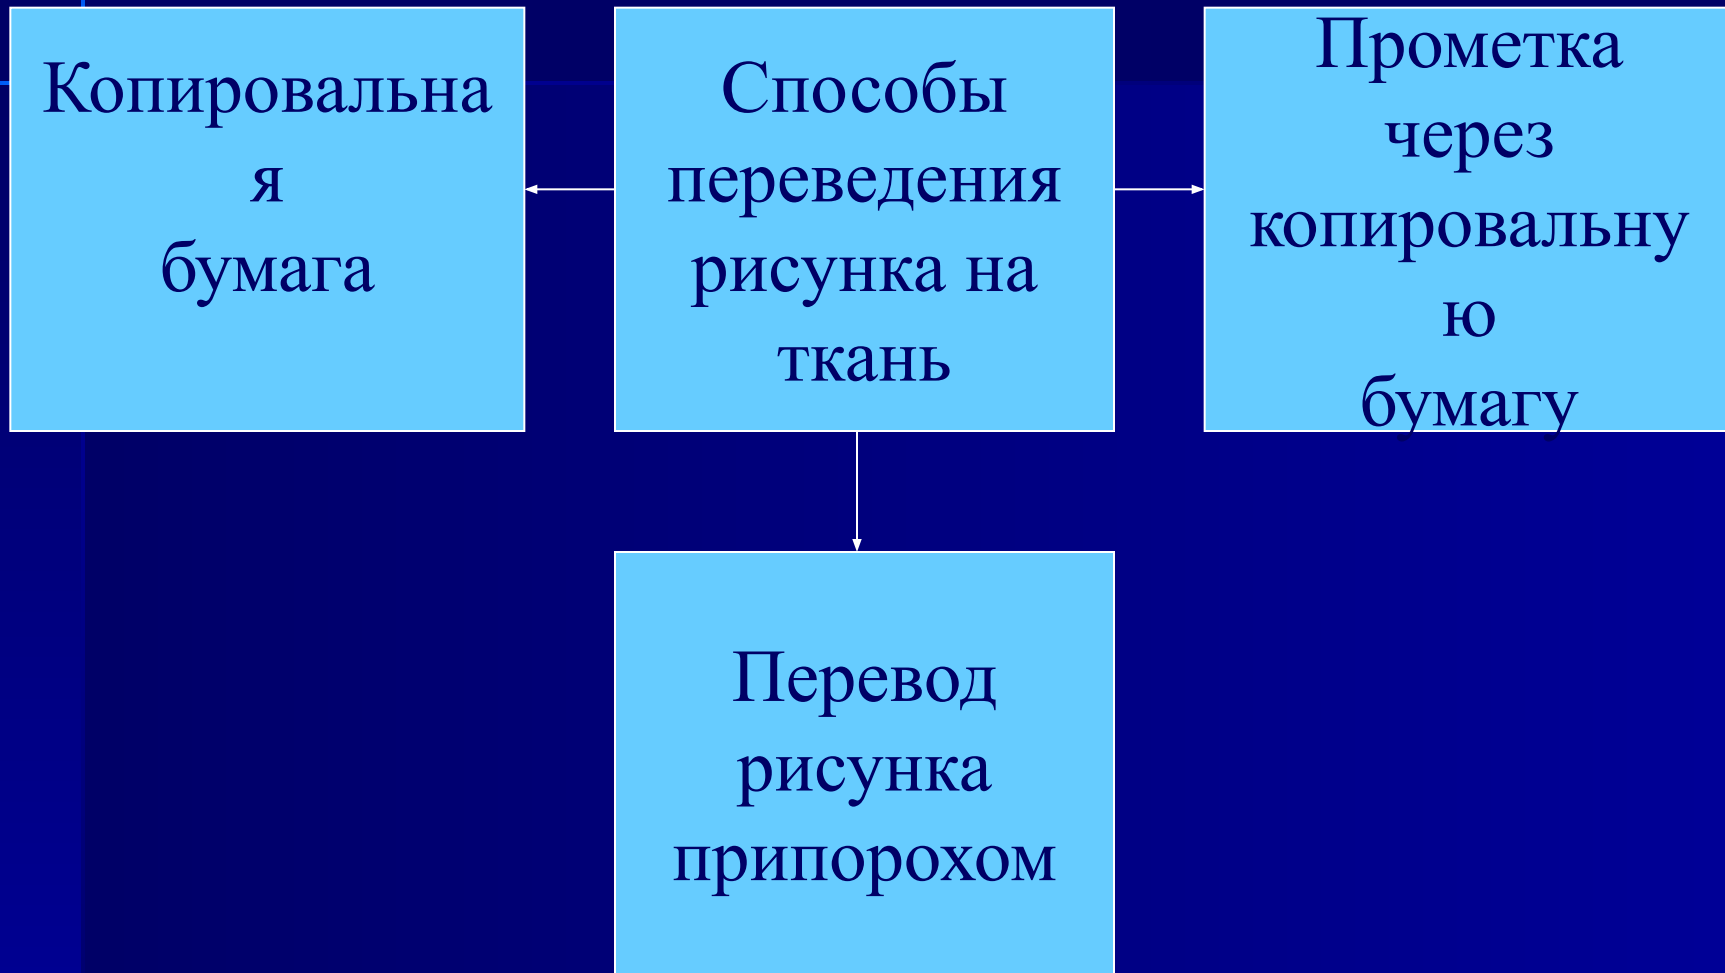 Копировальна
я
бумага
Способы
переведения
рисунка на
ткань
Прометка
через
копировальну
ю
бумагу
Перевод
рисунка
припорохом